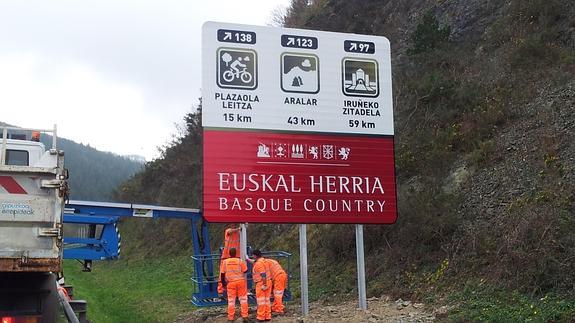 ↗ 138
↗ 123
↗ 97
PLAZAOLA
LEITZA
15 km
ARALAR
43 km
IRUÑEKO
ZITADELA
59 km
EUSKAL HERRIA
BASQUE COUNTRY